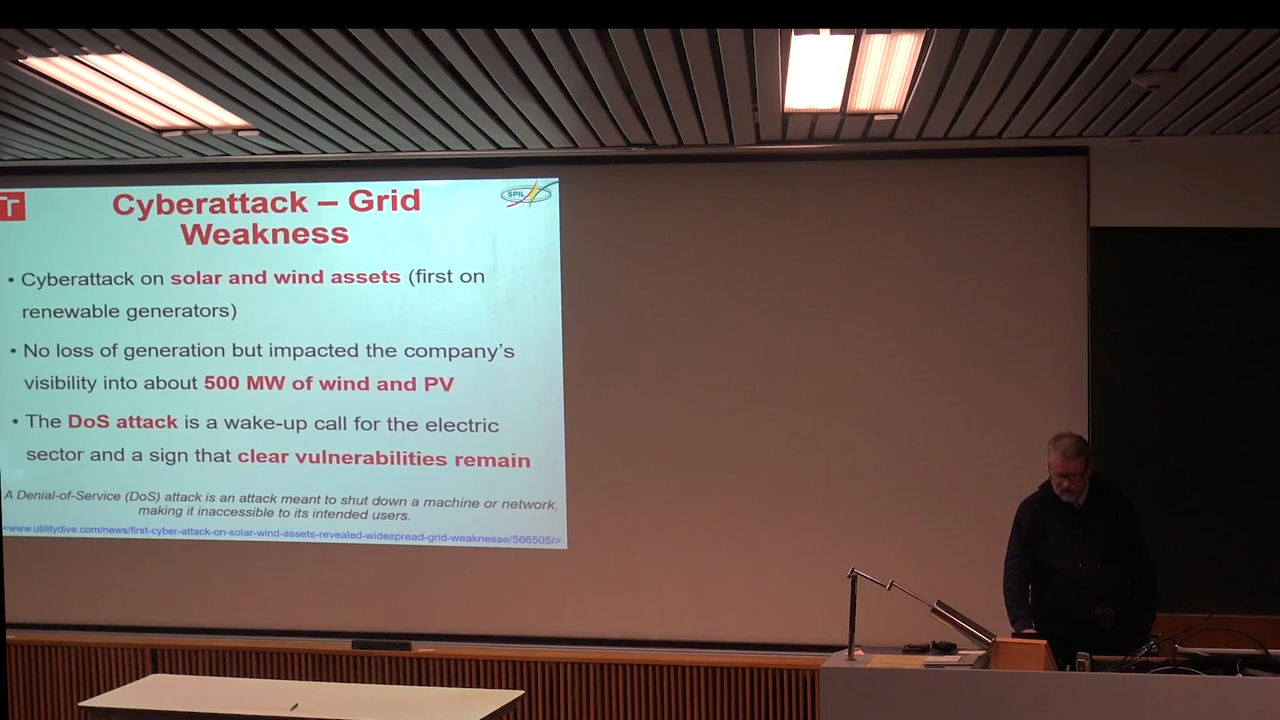 T
SPIL
Cyberattack – Grid
Weakness
• Cyberattack on solar and wind assets (first on
renewable generators)
• No loss of generation but impacted the company's
visibility into about 500 MW of wind and PV
• The DoS attack is a wake-up call for the electric
sector and a sign that clear vulnerabilities remain
A Denial-of-Service (DoS) attack is an attack meant to shut down a machine or network,
making it inaccessible to its intended users.
<www.utilitydive.com/news/first-cyber-attack-on-solar-wind-assets-revealed-widespread-grid-weaknesse/566505/>